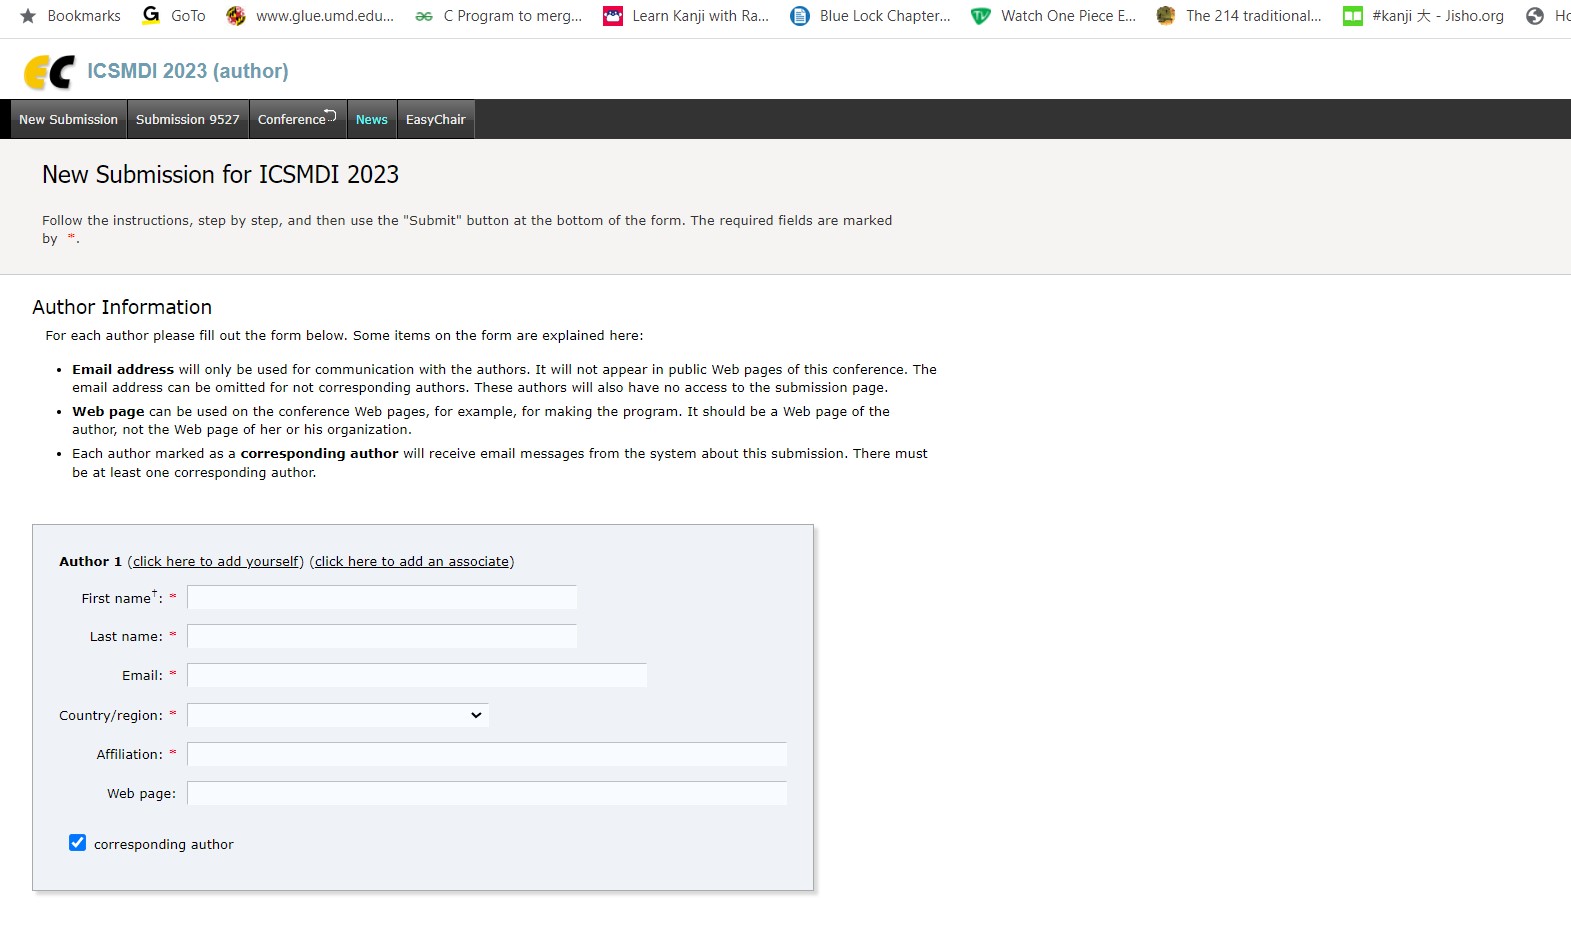 Bookmarks GoTo www.glue.umd.edu... C Program to merg... Learn Kanji with Ra... Blue Lock Chapter... Watch One Piece E... The 214 traditional... #kanji 大 - Jisho.org
EC ICSMDI 2023 (author)
New Submission Submission 9527 Conference News EasyChair
New Submission for ICSMDI 2023
Follow the instructions, step by step, and then use the "Submit" button at the bottom of the form. The required fields are marked
by *.
Author Information
For each author please fill out the form below. Some items on the form are explained here:
• Email address will only be used for communication with the authors. It will not appear in public Web pages of this conference. The
email address can be omitted for not corresponding authors. These authors will also have no access to the submission page.
• Web page can be used on the conference Web pages, for example, for making the program. It should be a Web page of the
author, not the Web page of her or his organization.
• Each author marked as a corresponding author will receive email messages from the system about this submission. There must
be at least one corresponding author.
Author 1 (click here to add yourself) (click here to add an associate)
First name†: *
Last name: *
Email: *
Country/region: *
Affiliation: *
Web page:
corresponding author